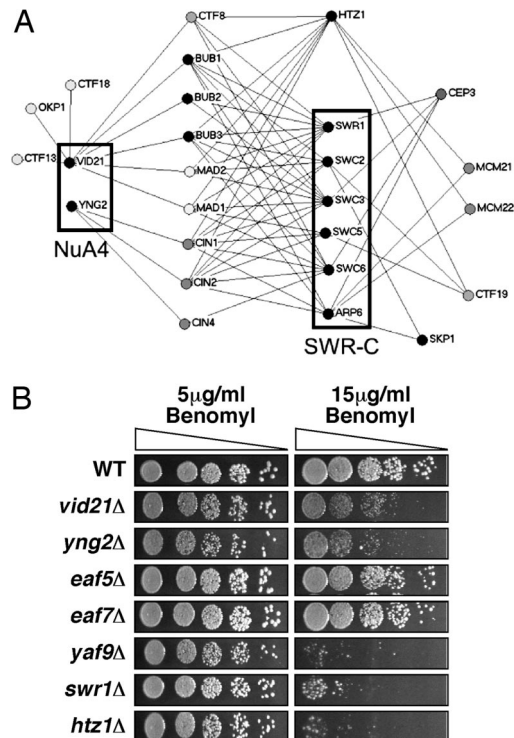 A
CTF8
HTZ1
BUB1
CTF18
BUB2
CEP3
OKP1
BUB3
SWR1
CTF13
VID21
MAD2
SWC2
MCM21
YNG2
MAD1
SWC3
MCM22
NuA4
CIN1
SWC5
CIN2
SWC6
CTF19
CIN4
ARP6
SKP1
SWR-C
B
5μg/ml 15μg/ml
Benomyl Benomyl
WT
vid21Δ
yng2Δ
eaf5Δ
eaf7Δ
yaf9Δ
swr1Δ
htz1Δ